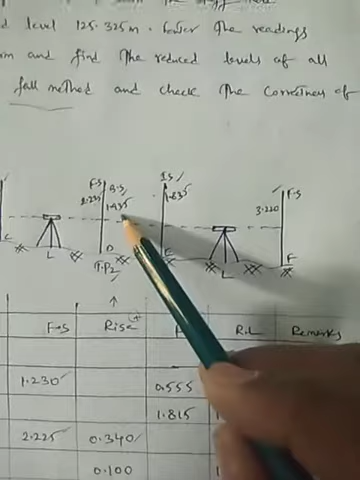 d level 125.325m. Enter The readings
m and find The reduced levels of all
fall method and check The correctness of
F.S B.S
I.S
F.S
2.225 1.935
1.835
3.220
C
L
D
E
L
F
T.P2
F.S Rise F R.L Remarks
1.230 0.555
1.815
2.225 0.340
0.100